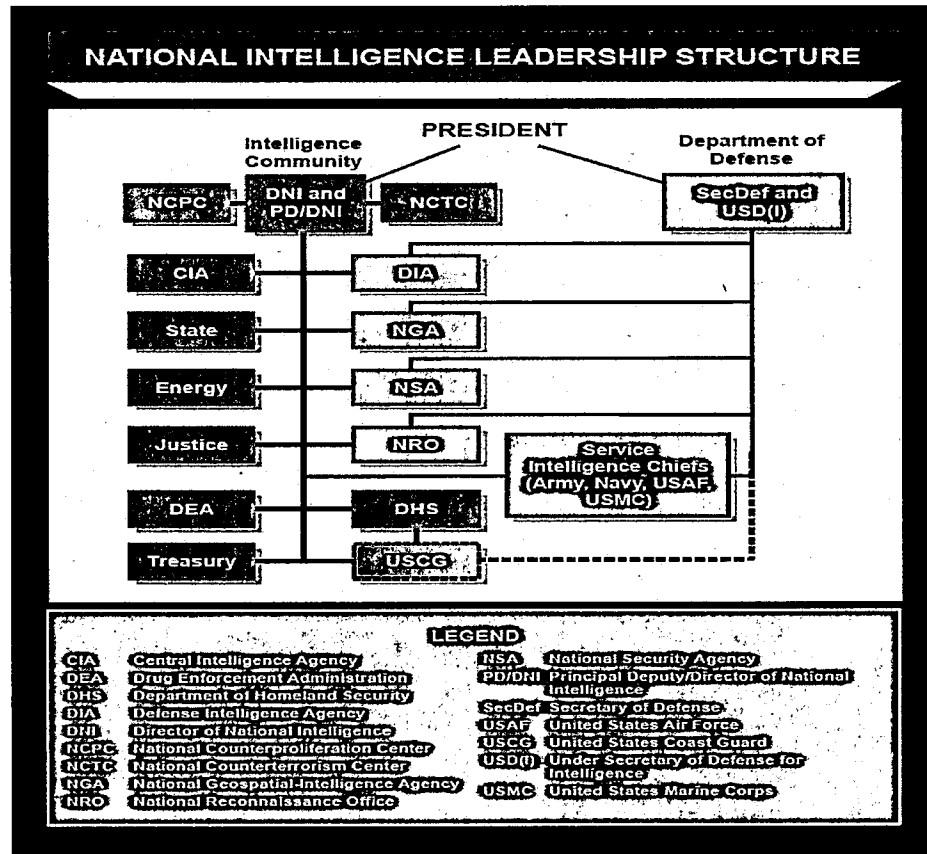 NATIONAL INTELLIGENCE LEADERSHIP STRUCTURE
PRESIDENT
Intelligence
Community
Department of
Defense
NCPC
DNI and
PD/DNI
NCTC
SecDef and
USD(I)
CIA
DIA
State
NGA
Energy
NSA
Justice
NRO
Service
Intelligence Chiefs
(Army, Navy, USAF,
USMC)
DEA
DHS
Treasury
USCG
LEGEND
CIA Central Intelligence Agency
DEA Drug Enforcement Administration
DHS Department of Homeland Security
DIA Defense Intelligence Agency
DNI Director of National Intelligence
NCPC National Counterproliferation Center
NCTC National Counterterrorism Center
NGA National Geospatial-Intelligence Agency
NRO National Reconnaissance Office
NSA National Security Agency
PD/DNI Principal Deputy/Director of National
Intelligence
SecDef Secretary of Defense
USAF United States Air Force
USCG United States Coast Guard
USD(I) Under Secretary of Defense for
Intelligence
USMC United States Marine Corps